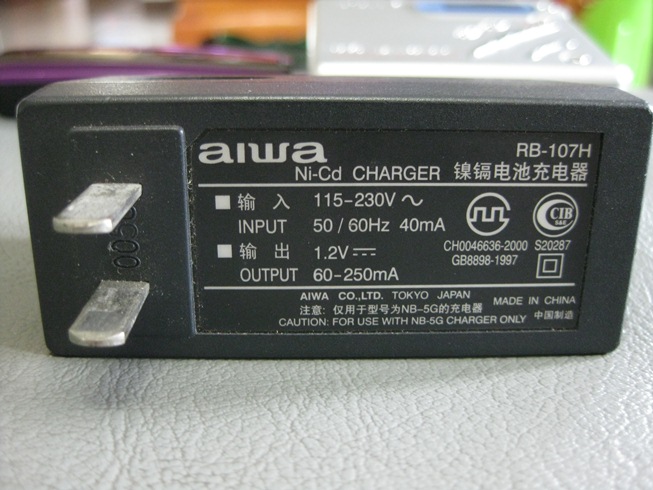 aiwa RB-107H
Ni-Cd CHARGER 镍镉电池充电器
■ 输 入 115-230V ～
INPUT 50 / 60Hz 40mA
■ 输 出 1.2V ⎓
OUTPUT 60-250mA
CH0046636-2000
GB8898-1997
CIB
S&E
S20287
AIWA CO.,LTD. TOKYO JAPAN
MADE IN CHINA
注意: 仅用于型号为NB-5G的充电器
中国制造
CAUTION: FOR USE WITH NB-5G CHARGER ONLY